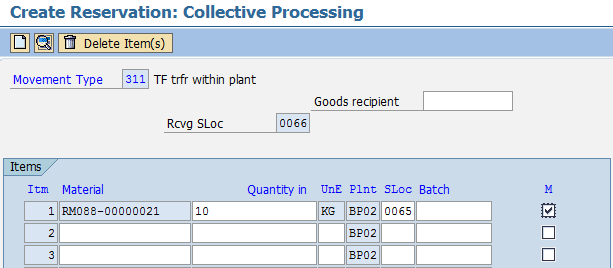 Create Reservation: Collective Processing
Delete Item(s)
Movement Type 311 TF trfr within plant
Goods recipient
Rcvg SLoc 0066
Items
Itm Material Quantity in UnE Plnt SLoc Batch M
1 RM088-00000021 10 KG BP02 0065
2 BP02
3 BP02